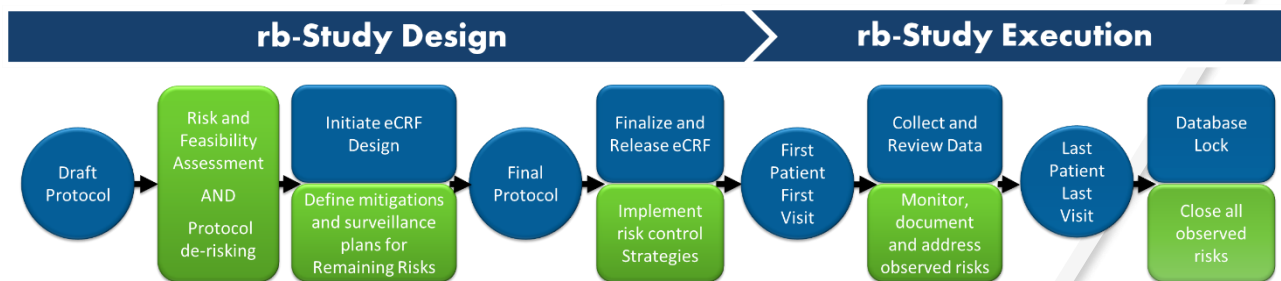 rb-Study Design
rb-Study Execution
Draft
Protocol
Risk and
Feasibility
Assessment
AND
Protocol
de-risking
Initiate eCRF
Design
Define mitigations
and surveillance
plans for
Remaining Risks
Final
Protocol
Finalize and
Release eCRF
Implement
risk control
Strategies
First
Patient
First
Visit
Collect and
Review Data
Monitor,
document
and address
observed risks
Last
Patient
Last
Visit
Database
Lock
Close all
observed
risks